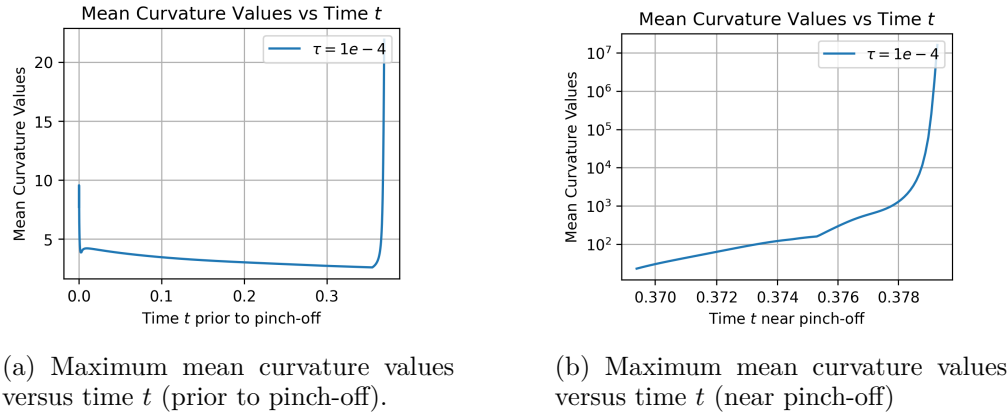 Mean Curvature Values vs Time t
τ = 1e − 4
20
15
10
5
Mean Curvature Values
0.0 0.1 0.2 0.3
Time t prior to pinch-off
(a) Maximum mean curvature values
versus time t (prior to pinch-off).
Mean Curvature Values vs Time t
τ = 1e − 4
10⁷
10⁶
10⁵
10⁴
10³
10²
Mean Curvature Values
0.370 0.372 0.374 0.376 0.378
Time t near pinch-off
(b) Maximum mean curvature values
versus time t (near pinch-off)